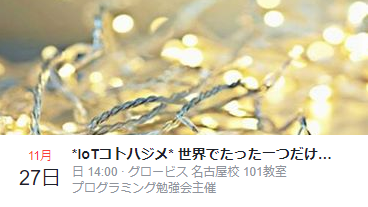 11月
27日
*IoTコトハジメ* 世界でたった一つだけ...
日 14:00 · グロービス 名古屋校 101教室
プログラミング勉強会主催